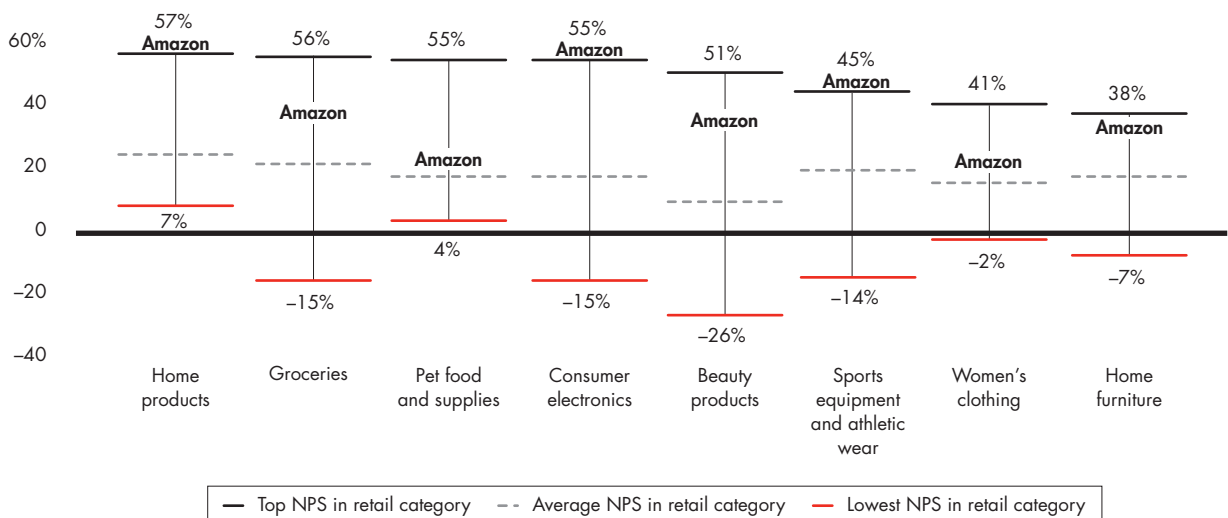 57%
Amazon
56%
55%
55%
Amazon
51%
45%
Amazon
41%
38%
60%
40
20
0
–20
–40
Amazon
Amazon
Amazon
Amazon
Amazon
7%
–15%
4%
–15%
–26%
–14%
–2%
–7%
Home
products
Groceries
Pet food
and supplies
Consumer
electronics
Beauty
products
Sports
equipment
and athletic
wear
Women’s
clothing
Home
furniture
Top NPS in retail category
Average NPS in retail category
Lowest NPS in retail category